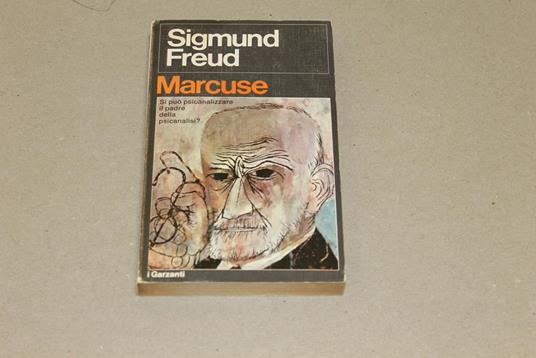 Sigmund
Freud
Marcuse
Si può psicanalizzare
il padre
della
psicanalisi?
i Garzanti